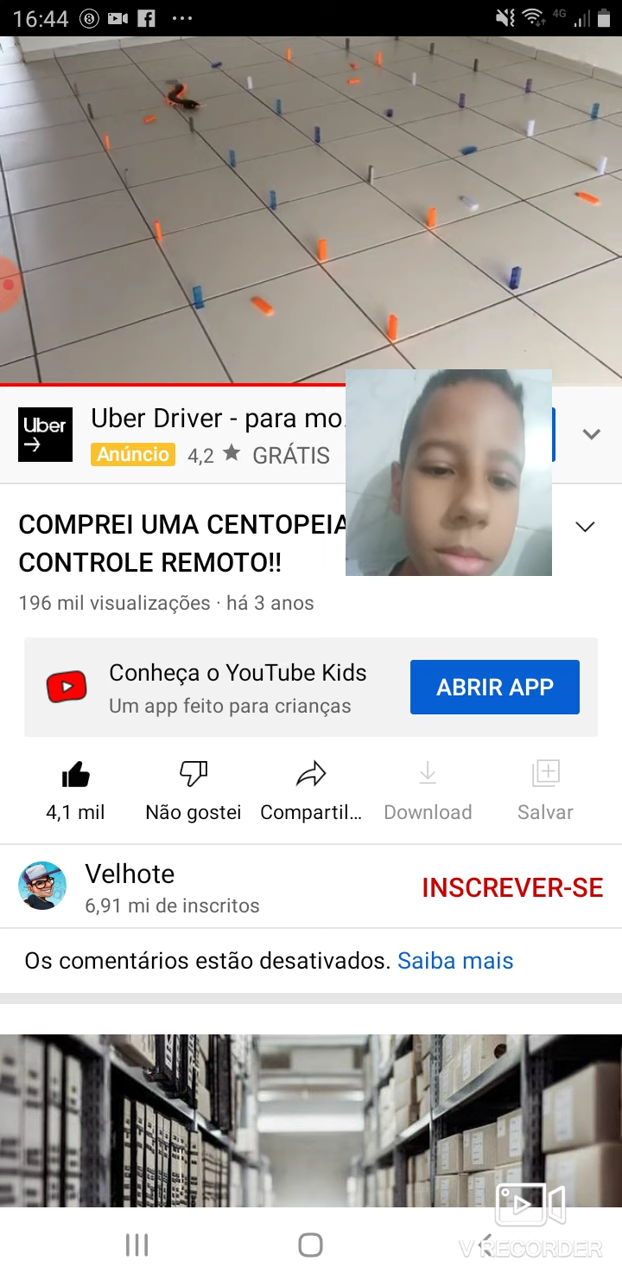 16:44
4G
Uber
Uber Driver - para mo.
Anúncio 4,2 ★ GRÁTIS
COMPREI UMA CENTOPEIA
CONTROLE REMOTO!!
196 mil visualizações · há 3 anos
Conheça o YouTube Kids
Um app feito para crianças
ABRIR APP
4,1 mil
Não gostei
Compartil...
Download
Salvar
Velhote
6,91 mi de inscritos
INSCREVER-SE
Os comentários estão desativados. Saiba mais
V RECORDER